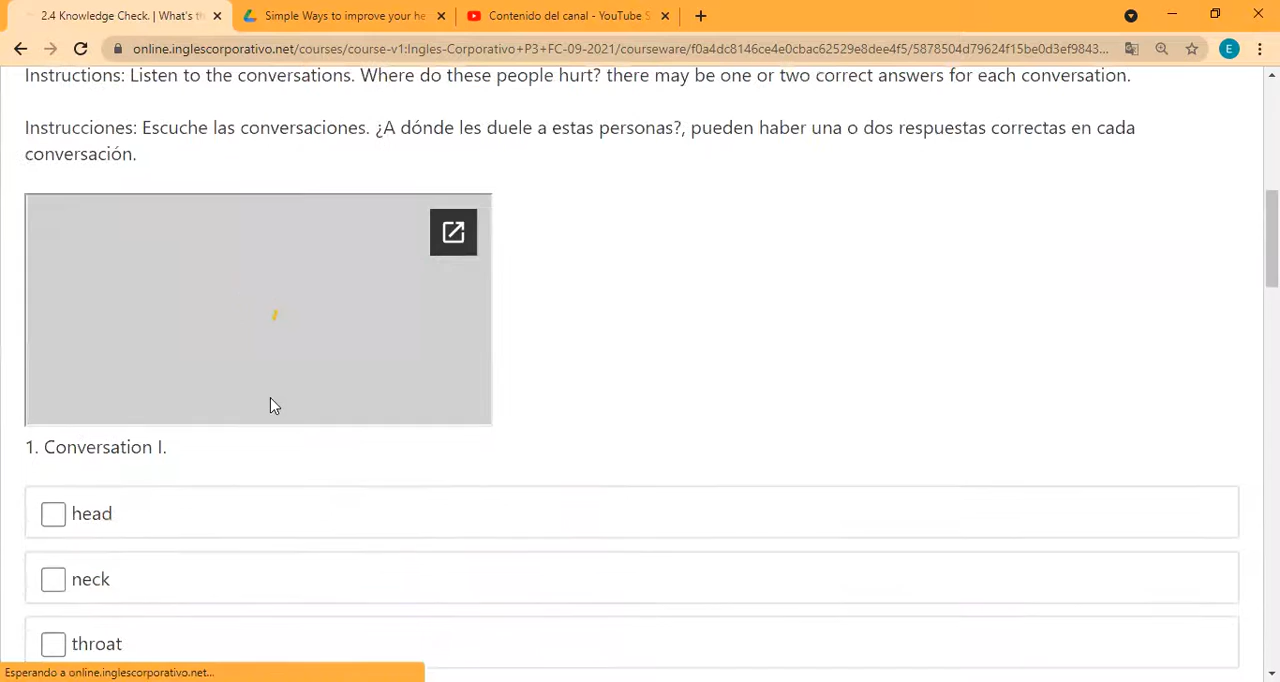 2.4 Knowledge Check. | What's th
Simple Ways to improve your he
Contenido del canal - YouTube S
online.inglescorporativo.net/courses/course-v1:Ingles-Corporativo+P3+FC-09-2021/courseware/f0a4dc8146ce4e0cbac62529e8dee4f5/5878504d79624f15be0d3ef9843...
E
Instructions: Listen to the conversations. Where do these people hurt? there may be one or two correct answers for each conversation.
Instrucciones: Escuche las conversaciones. ¿A dónde les duele a estas personas?, pueden haber una o dos respuestas correctas en cada
conversación.
1. Conversation I.
head
neck
throat
Esperando a online.inglescorporativo.net...